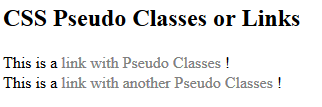 CSS Pseudo Classes or Links
This is a link with Pseudo Classes !
This is a link with another Pseudo Classes !